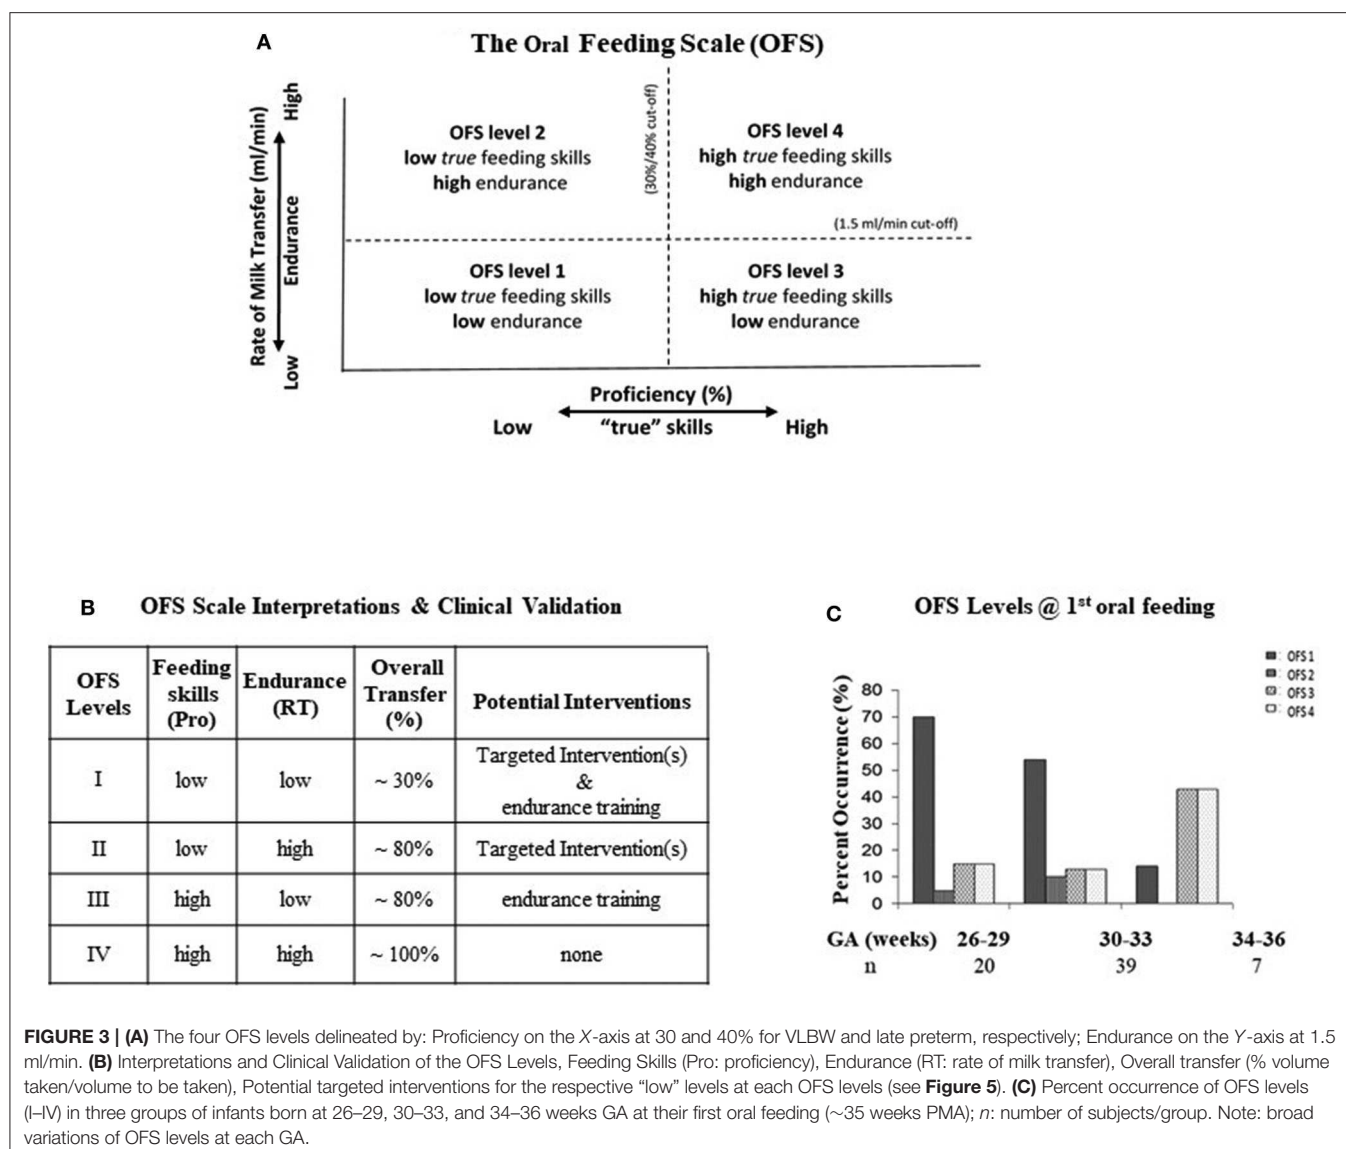 A
The Oral Feeding Scale (OFS)
Rate of Milk Transfer (ml/min)
High
Endurance
Low
OFS level 2
low true feeding skills
high endurance
(30%/40% cut-off)
OFS level 4
high true feeding skills
high endurance
(1.5 ml/min cut-off)
OFS level 1
low true feeding skills
low endurance
OFS level 3
high true feeding skills
low endurance
Proficiency (%)
Low "true" skills High
B OFS Scale Interpretations & Clinical Validation
OFS Levels | Feeding skills (Pro) | Endurance (RT) | Overall Transfer (%) | Potential Interventions
I | low | low | ~ 30% | Targeted Intervention(s) & endurance training
II | low | high | ~ 80% | Targeted Intervention(s)
III | high | low | ~ 80% | endurance training
IV | high | high | ~ 100% | none
C OFS Levels @ 1st oral feeding
: OFS 1
: OFS 2
: OFS 3
: OFS 4
Percent Occurrence (%)
80
70
60
50
40
30
20
10
0
GA (weeks) 26-29 30-33 34-36
n 20 39 7
FIGURE 3 | (A) The four OFS levels delineated by: Proficiency on the X-axis at 30 and 40% for VLBW and late preterm, respectively; Endurance on the Y-axis at 1.5
ml/min. (B) Interpretations and Clinical Validation of the OFS Levels, Feeding Skills (Pro: proficiency), Endurance (RT: rate of milk transfer), Overall transfer (% volume
taken/volume to be taken), Potential targeted interventions for the respective "low" levels at each OFS levels (see Figure 5). (C) Percent occurrence of OFS levels
(I–IV) in three groups of infants born at 26–29, 30–33, and 34–36 weeks GA at their first oral feeding (~35 weeks PMA); n: number of subjects/group. Note: broad
variations of OFS levels at each GA.